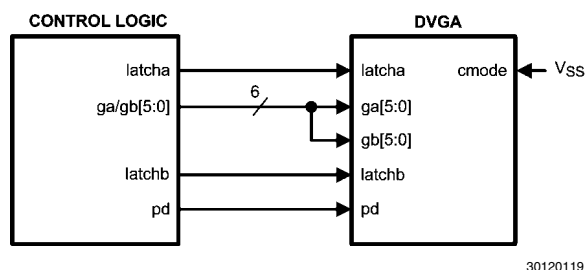 CONTROL LOGIC
DVGA
latcha
latcha
cmode
VSS
ga/gb[5:0]
6
ga[5:0]
gb[5:0]
latchb
latchb
pd
pd
30120119